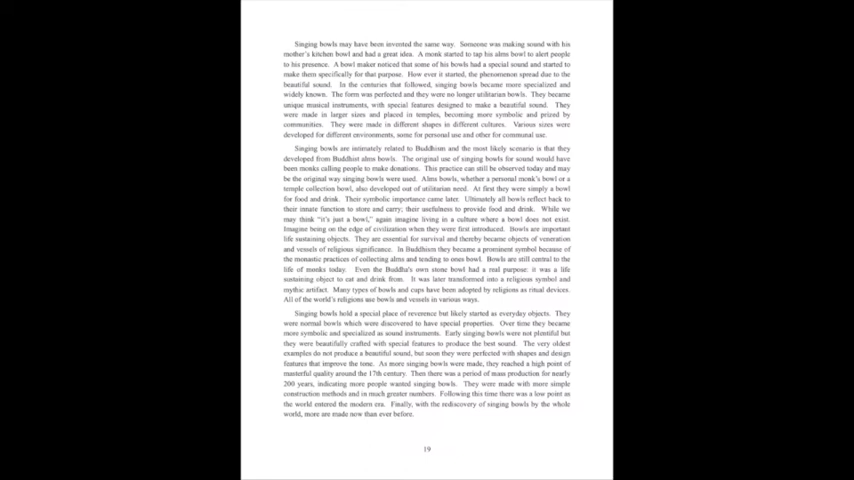 Singing bowls may have been invented the same way. Someone was making sound with his
mother's kitchen bowl and had a great idea. A monk started to tap his alms bowl to alert people
to his presence. A bowl maker noticed that some of his bowls had a special sound and started to
make them specifically for that purpose. How ever it started, the phenomenon spread due to the
beautiful sound. In the centuries that followed, singing bowls became more specialized and
widely known. The form was perfected and they were no longer utilitarian bowls. They became
unique musical instruments, with special features designed to make a beautiful sound. They
were made in larger sizes and placed in temples, becoming more symbolic and prized by
communities. They were made in different shapes in different cultures. Various sizes were
developed for different environments, some for personal use and other for communal use.
Singing bowls are intimately related to Buddhism and the most likely scenario is that they
developed from Buddhist alms bowls. The original use of singing bowls for sound would have
been monks calling people to make donations. This practice can still be observed today and may
be the original way singing bowls were used. Alms bowls, whether a personal monk's bowl or a
temple collection bowl, also developed out of utilitarian need. At first they were simply a bowl
for food and drink. Their symbolic importance came later. Ultimately all bowls reflect back to
their innate function to store and carry; their usefulness to provide food and drink. While we
may think "it's just a bowl," again imagine living in a culture where a bowl does not exist.
Imagine being on the edge of civilization when they were first introduced. Bowls are important
life sustaining objects. They are essential for survival and thereby became objects of veneration
and vessels of religious significance. In Buddhism they became a prominent symbol because of
the monastic practices of collecting alms and tending to ones bowl. Bowls are still central to the
life of monks today. Even the Buddha's own stone bowl had a real purpose: it was a life
sustaining object to eat and drink from. It was later transformed into a religious symbol and
mythic artifact. Many types of bowls and cups have been adopted by religions as ritual devices.
All of the world's religions use bowls and vessels in various ways.
Singing bowls hold a special place of reverence but likely started as everyday objects. They
were normal bowls which were discovered to have special properties. Over time they became
more symbolic and specialized as sound instruments. Early singing bowls were not plentiful but
they were beautifully crafted with special features to produce the best sound. The very oldest
examples do not produce a beautiful sound, but soon they were perfected with shapes and design
features that improve the tone. As more singing bowls were made, they reached a high point of
masterful quality around the 17th century. Then there was a period of mass production for nearly
200 years, indicating more people wanted singing bowls. They were made with more simple
construction methods and in much greater numbers. Following this time there was a low point as
the world entered the modern era. Finally, with the rediscovery of singing bowls by the whole
world, more are made now than ever before.
19